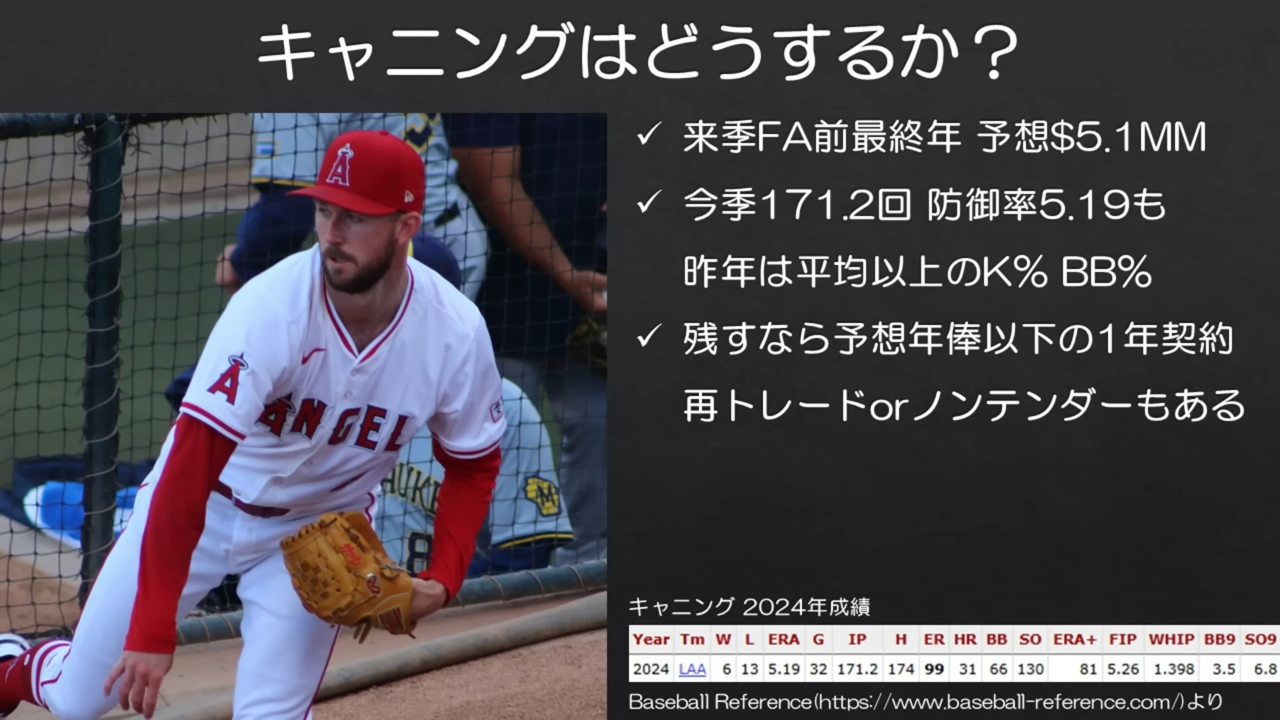 キャニングはどうするか？
✓ 来季FA前最終年 予想$5.1MM
✓ 今季171.2回 防御率5.19も
昨年は平均以上のK% BB%
✓ 残すなら予想年俸以下の1年契約
再トレードorノンテンダーもある
A
A
ANGEL
AUKE
8
M
キャニング 2024年成績
Year Tm W L ERA G IP H ER HR BB SO ERA+ FIP WHIP BB9 SO9
2024 LAA 6 13 5.19 32 171.2 174 99 31 66 130 81 5.26 1.398 3.5 6.8
Baseball Reference(https://www.baseball-reference.com/)より